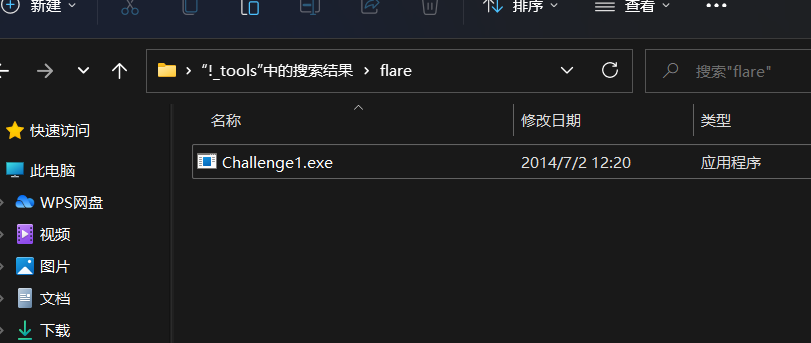 新建 排序 查看
“!_tools”中的搜索结果 flare 搜索"flare"
名称 修改日期 类型
快速访问
Challenge1.exe 2014/7/2 12:20 应用程序
此电脑
WPS网盘
视频
图片
文档
下载